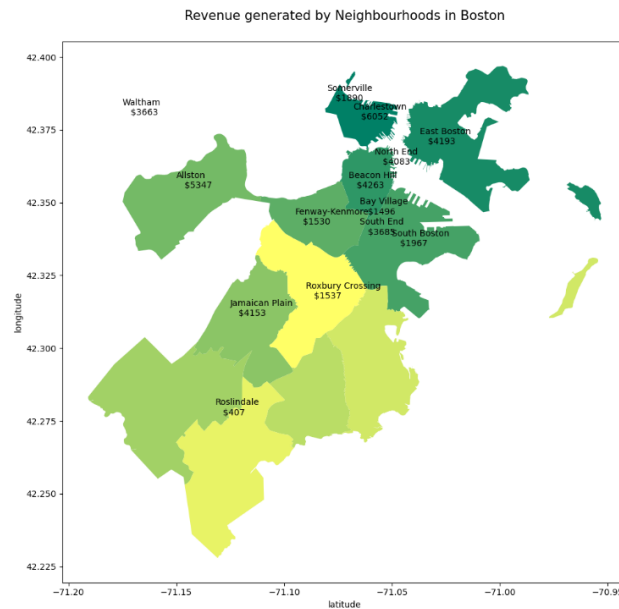 Revenue generated by Neighbourhoods in Boston
42.400
42.375
42.350
42.325
42.300
42.275
42.250
42.225
longitude
Waltham
$3663
Somerville
$1890
Charlestown
$6052
East Boston
$4193
North End
$4083
Allston
$5347
Beacon Hill
$4263
Bay Village
$1496
Fenway-Kenmore
$1530
South End
$3685
South Boston
$1967
Roxbury Crossing
$1537
Jamaican Plain
$4153
Roslindale
$407
−71.20
−71.15
−71.10
−71.05
−71.00
−70.95
latitude